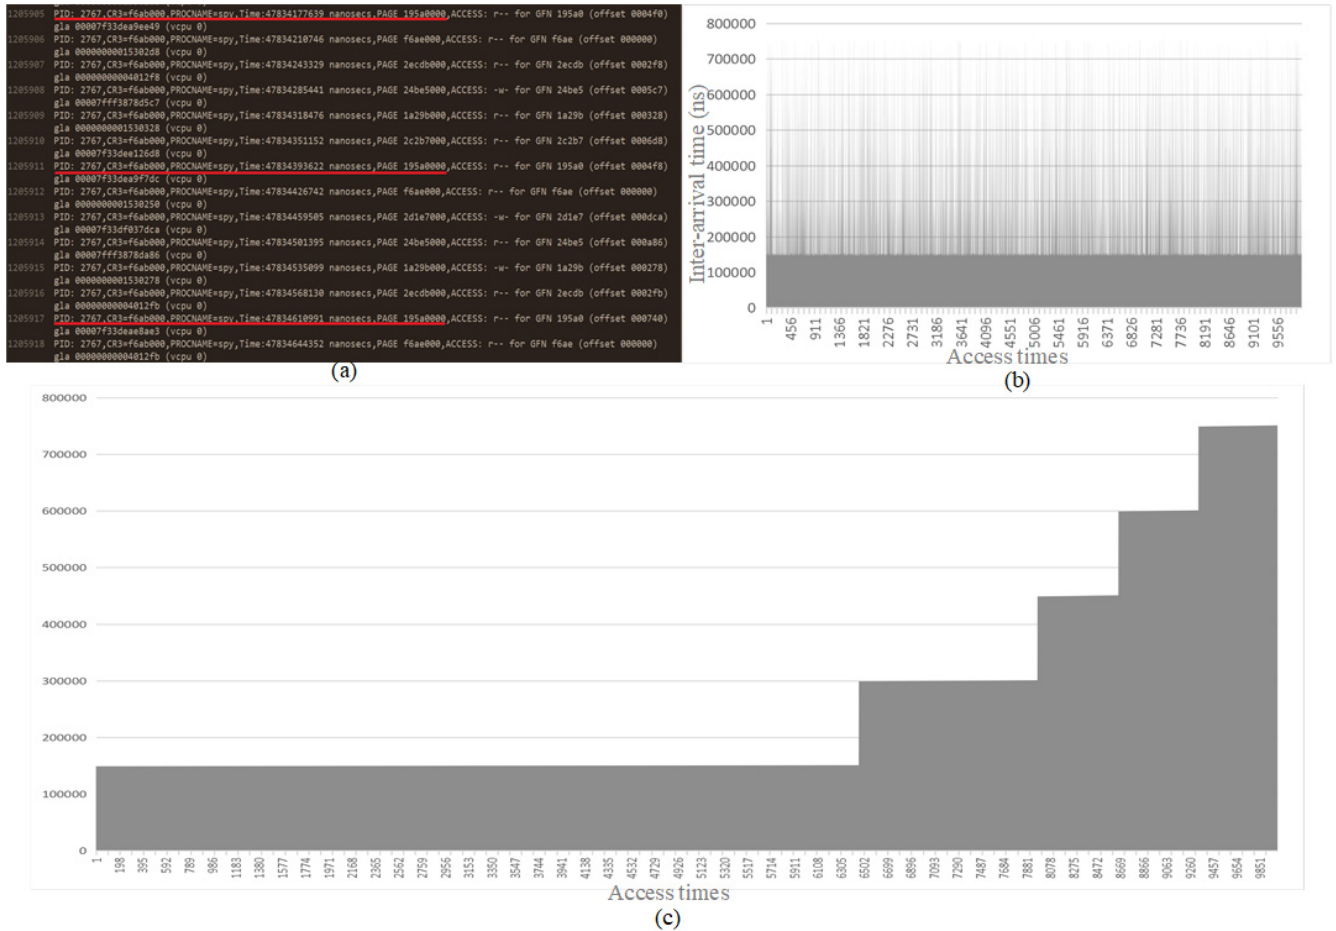 1205905 PID: 2767,CR3=f6ab000,PROCNAME=spy,Time:47834177639 nanosecs,PAGE 195a0000,ACCESS: r-- for GFN 195a0 (offset 0004f0)
gla 00007f33dea9ee49 (vcpu 0)
1205906 PID: 2767,CR3=f6ab000,PROCNAME=spy,Time:47834210746 nanosecs,PAGE f6ae000,ACCESS: r-- for GFN f6ae (offset 000000)
gla 00000000015302d8 (vcpu 0)
1205907 PID: 2767,CR3=f6ab000,PROCNAME=spy,Time:47834243329 nanosecs,PAGE 2ecdb000,ACCESS: r-- for GFN 2ecdb (offset 0002f8)
gla 00000000004012f8 (vcpu 0)
1205908 PID: 2767,CR3=f6ab000,PROCNAME=spy,Time:47834285441 nanosecs,PAGE 24be5000,ACCESS: -w- for GFN 24be5 (offset 0005c7)
gla 00007fff3878d5c7 (vcpu 0)
1205909 PID: 2767,CR3=f6ab000,PROCNAME=spy,Time:47834318476 nanosecs,PAGE 1a29b000,ACCESS: r-- for GFN 1a29b (offset 000328)
gla 0000000001530328 (vcpu 0)
1205910 PID: 2767,CR3=f6ab000,PROCNAME=spy,Time:47834351152 nanosecs,PAGE 2c2b7000,ACCESS: r-- for GFN 2c2b7 (offset 0006d8)
gla 00007f33dee126d8 (vcpu 0)
1205911 PID: 2767,CR3=f6ab000,PROCNAME=spy,Time:47834393622 nanosecs,PAGE 195a0000,ACCESS: r-- for GFN 195a0 (offset 0004f8)
gla 00007f33dea9f7dc (vcpu 0)
1205912 PID: 2767,CR3=f6ab000,PROCNAME=spy,Time:47834426742 nanosecs,PAGE f6ae000,ACCESS: r-- for GFN f6ae (offset 000000)
gla 0000000001530250 (vcpu 0)
1205913 PID: 2767,CR3=f6ab000,PROCNAME=spy,Time:47834459505 nanosecs,PAGE 2d1e7000,ACCESS: -w- for GFN 2d1e7 (offset 000dca)
gla 00007f33df037dca (vcpu 0)
1205914 PID: 2767,CR3=f6ab000,PROCNAME=spy,Time:47834501395 nanosecs,PAGE 24be5000,ACCESS: r-- for GFN 24be5 (offset 000a86)
gla 00007fff3878da86 (vcpu 0)
1205915 PID: 2767,CR3=f6ab000,PROCNAME=spy,Time:47834535099 nanosecs,PAGE 1a29b000,ACCESS: -w- for GFN 1a29b (offset 000278)
gla 0000000001530278 (vcpu 0)
1205916 PID: 2767,CR3=f6ab000,PROCNAME=spy,Time:47834568130 nanosecs,PAGE 2ecdb000,ACCESS: r-- for GFN 2ecdb (offset 0002fb)
gla 00000000004012fb (vcpu 0)
1205917 PID: 2767,CR3=f6ab000,PROCNAME=spy,Time:47834610991 nanosecs,PAGE 195a0000,ACCESS: r-- for GFN 195a0 (offset 000740)
gla 00007f33deae8ae3 (vcpu 0)
1205918 PID: 2767,CR3=f6ab000,PROCNAME=spy,Time:47834644352 nanosecs,PAGE f6ae000,ACCESS: r-- for GFN f6ae (offset 000000)
gla 00000000004012fb (vcpu 0)
(a)
Inter-arrival time (ns)
800000
700000
600000
500000
400000
300000
200000
100000
0
1 456 911 1366 1821 2276 2731 3186 3641 4096 4551 5006 5461 5916 6371 6826 7281 7736 8191 8646 9101 9556
Access times
(b)
800000
700000
600000
500000
400000
300000
200000
100000
0
1 198 395 592 789 986 1183 1380 1577 1774 1971 2168 2365 2562 2759 2956 3153 3350 3547 3744 3941 4138 4335 4532 4729 4926 5123 5320 5517 5714 5911 6108 6305 6502 6699 6896 7093 7290 7487 7684 7881 8078 8275 8472 8669 8866 9063 9260 9457 9654 9851
Access times
(c)